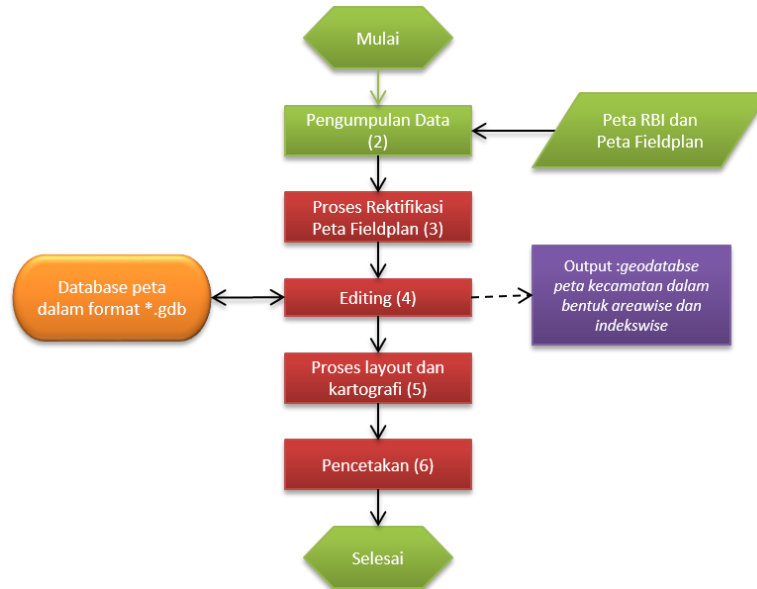 Mulai
Pengumpulan Data
(2)
Peta RBI dan
Peta Fieldplan
Proses Rektifikasi
Peta Fieldplan (3)
Database peta
dalam format *.gdb
Editing (4)
Output :geodatabse
peta kecamatan dalam
bentuk areawise dan
indekswise
Proses layout dan
kartografi (5)
Pencetakan (6)
Selesai